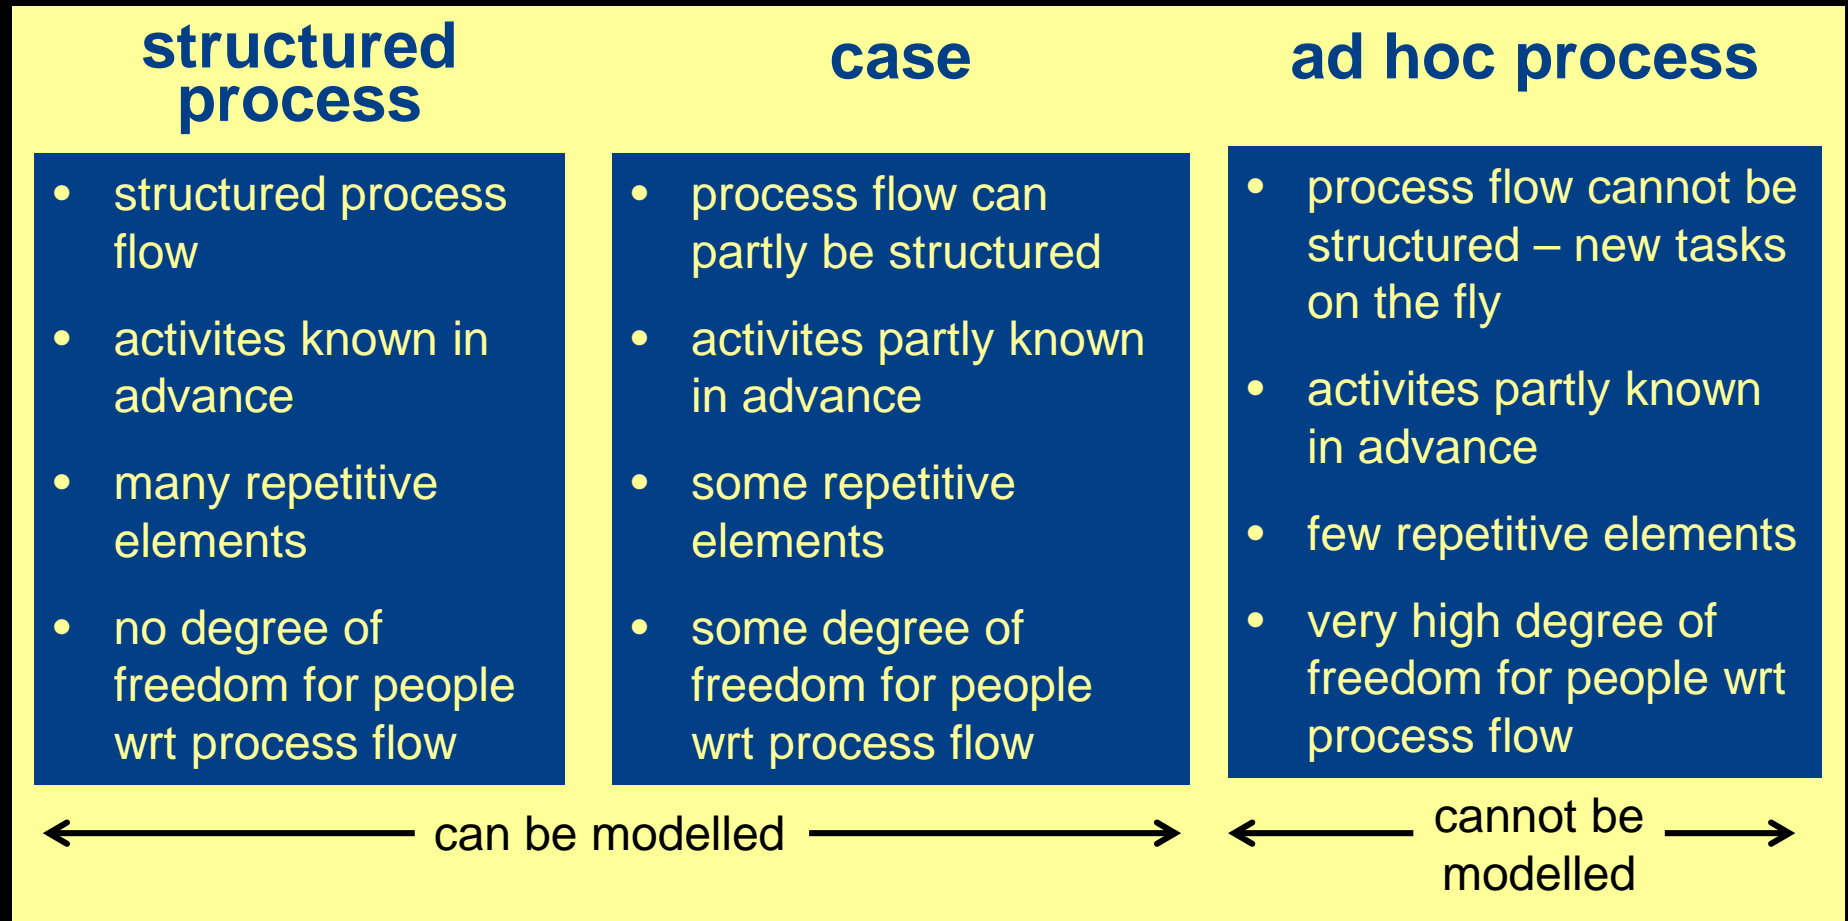 structured
process
case
ad hoc process
• structured process
flow
• activites known in
advance
• many repetitive
elements
• no degree of
freedom for people
wrt process flow
• process flow can
partly be structured
• activites partly known
in advance
• some repetitive
elements
• some degree of
freedom for people
wrt process flow
• process flow cannot be
structured – new tasks
on the fly
• activites partly known
in advance
• few repetitive elements
• very high degree of
freedom for people wrt
process flow
can be modelled
cannot be
modelled